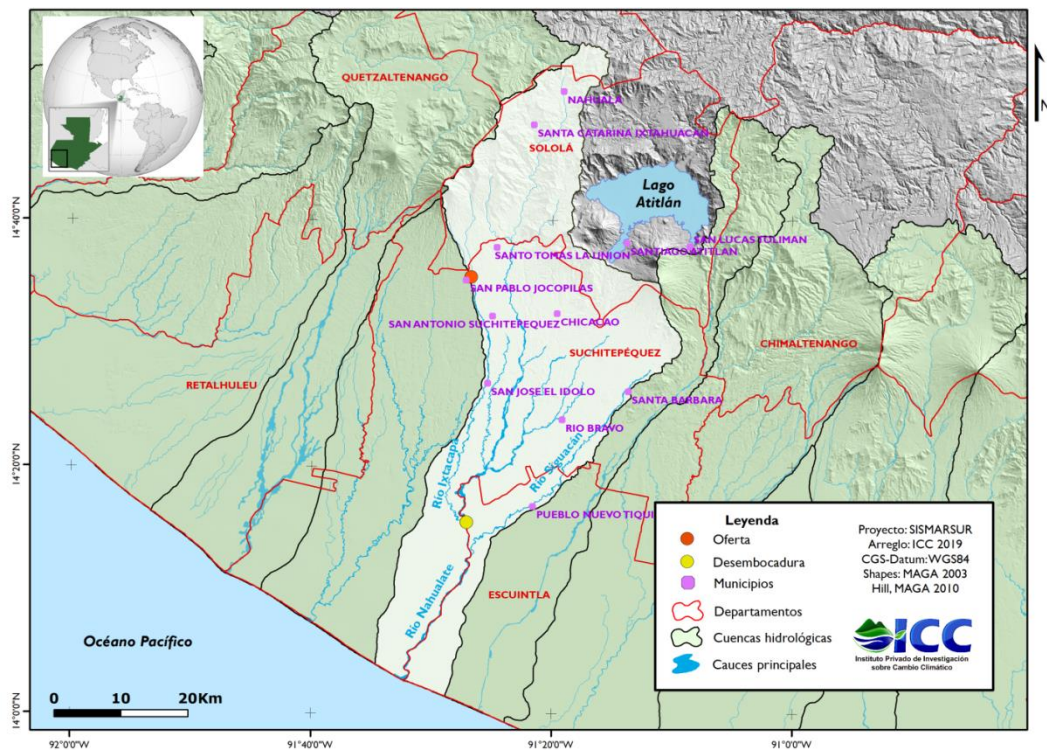 QUETZALTENANGO
NAHUALA
SANTA CATARINA IXTAHUACAN
SOLOLÁ
Lago
Atitlán
SAN LUCAS TOLIMAN
SANTIAGO ATITLAN
SANTO TOMAS LA UNION
SAN PABLO JOCOPILAS
SAN ANTONIO SUCHITEPEQUEZ
CHICACAO
CHIMALTENANGO
SUCHITEPÉQUEZ
RETALHULEU
SAN JOSE EL IDOLO
SANTA BARBARA
RIO BRAVO
Río Ixtacapa
Río Siguacán
PUEBLO NUEVO TIQUI
ESCUINTLA
Río Nahualate
Océano Pacífico
0 10 20Km
N
14°40'0"N
14°20'0"N
14°0'0"N
92°0'0"W
91°40'0"W
91°20'0"W
91°0'0"W
Leyenda
Oferta
Desembocadura
Municipios
Departamentos
Cuencas hidrológicas
Cauces principales
Proyecto: SISMARSUR
Arreglo: ICC 2019
CGS-Datum: WGS84
Shapes: MAGA 2003
Hill, MAGA 2010
ICC
Instituto Privado de Investigación
sobre Cambio Climático